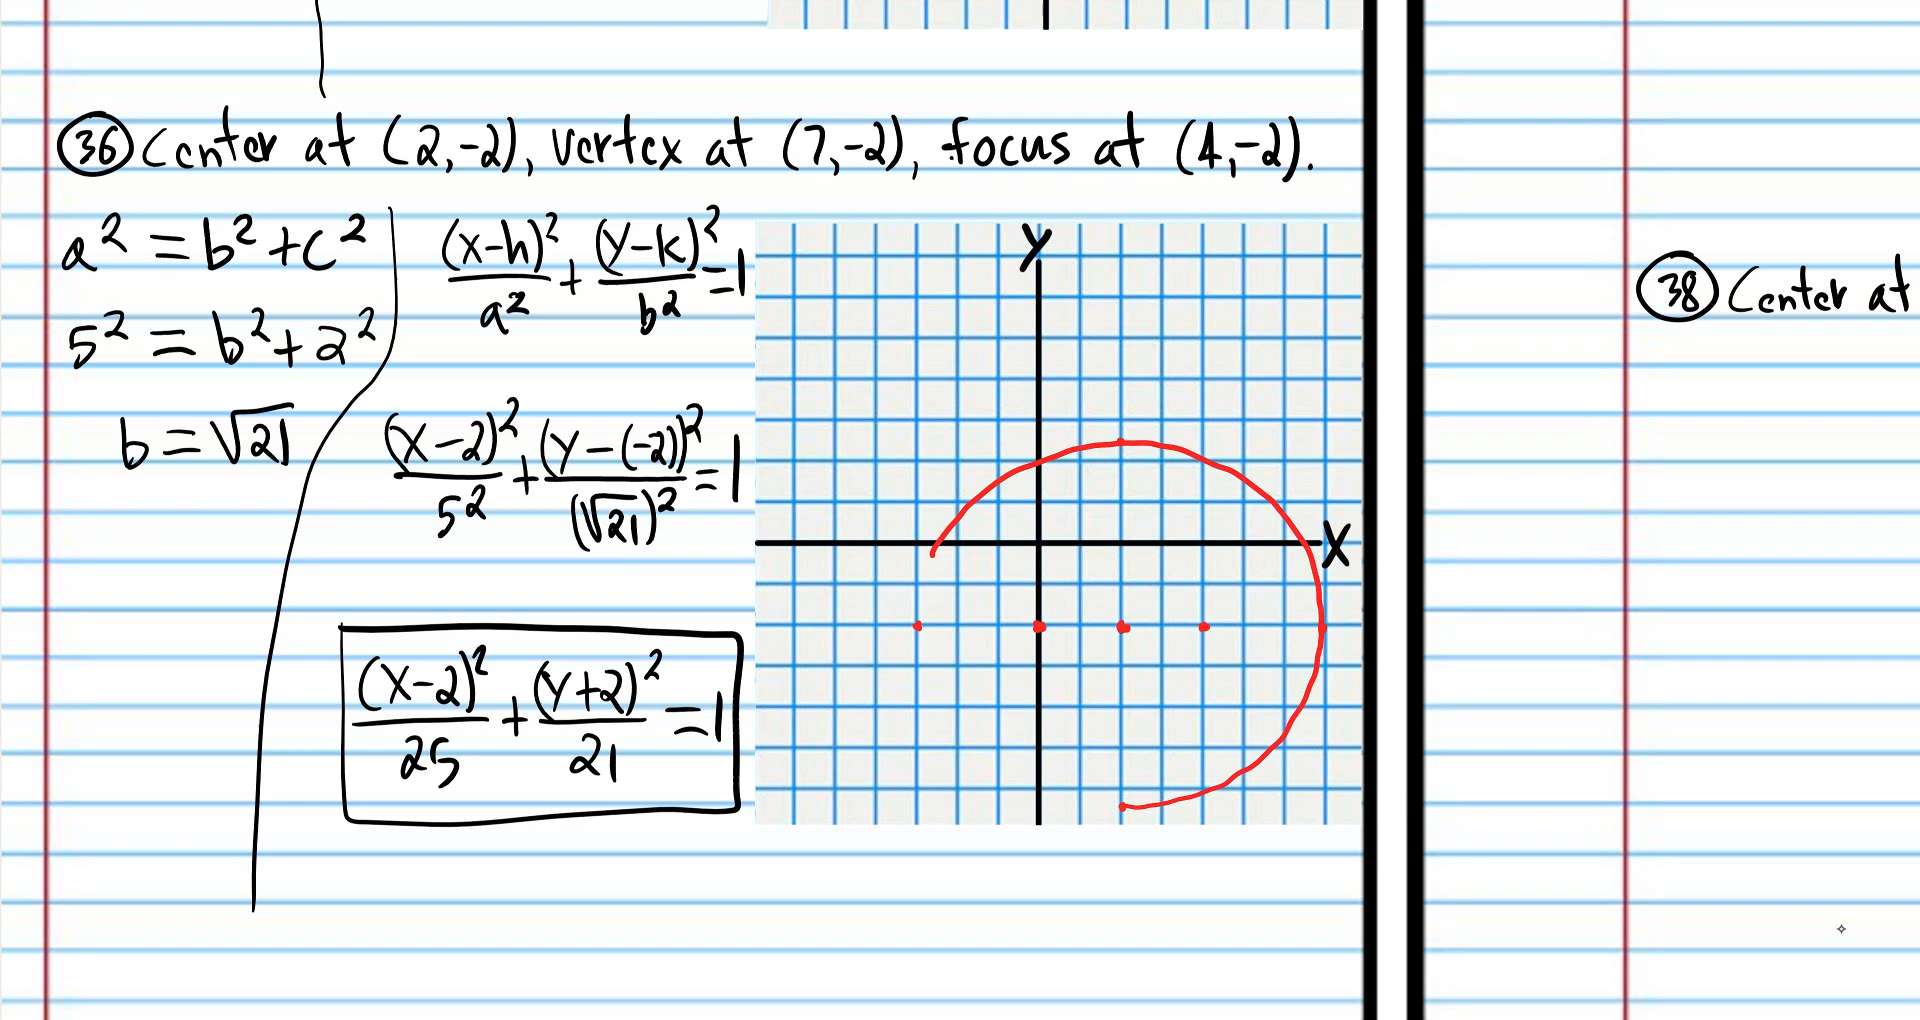 36 Center at (2,-2), vertex at (7,-2), focus at (4,-2).
a² = b² + c²
5² = b² + 2²
b = √21
(x-h)²/a² + (y-k)²/b² = 1
(x-2)²/5² + (y-(-2))²/(√21)² = 1
(x-2)²/25 + (y+2)²/21 = 1
y
x
38 Center at